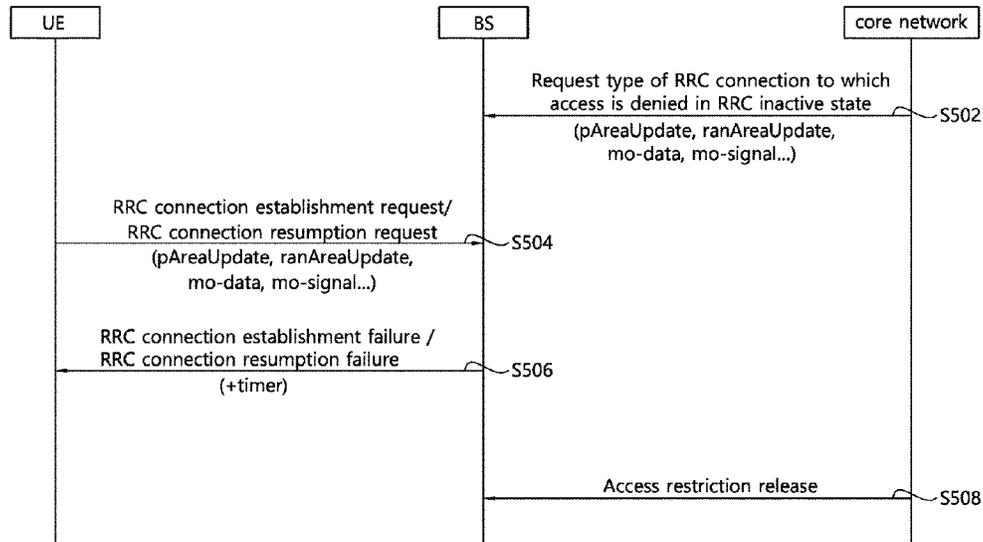 UE
BS
core network
Request type of RRC connection to which
access is denied in RRC inactive state
S502
(pAreaUpdate, ranAreaUpdate,
mo-data, mo-signal...)
RRC connection establishment request/
RRC connection resumption request
S504
(pAreaUpdate, ranAreaUpdate,
mo-data, mo-signal...)
RRC connection establishment failure /
RRC connection resumption failure
S506
(+timer)
Access restriction release
S508